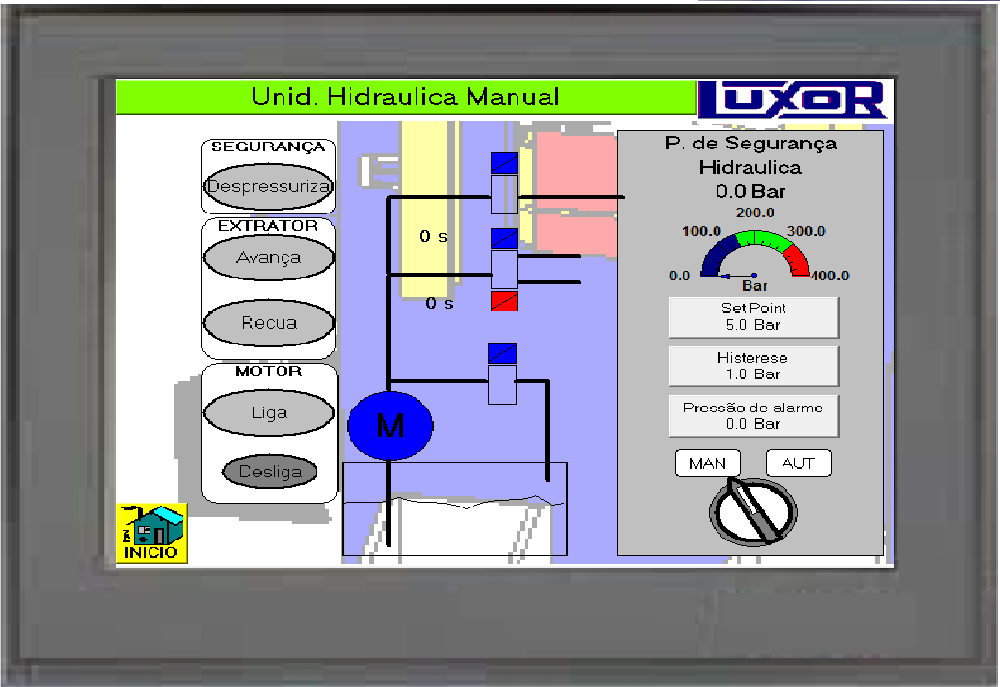 Unid. Hidraulica Manual
LUXOR
SEGURANÇA
Despressuriza
EXTRATOR
Avança
Recua
MOTOR
Liga
Desliga
INICIO
0 s
0 s
M
P. de Segurança
Hidraulica
0.0 Bar
200.0
100.0
300.0
0.0
400.0
Bar
Set Point
5.0 Bar
Histerese
1.0 Bar
Pressão de alarme
0.0 Bar
MAN
AUT